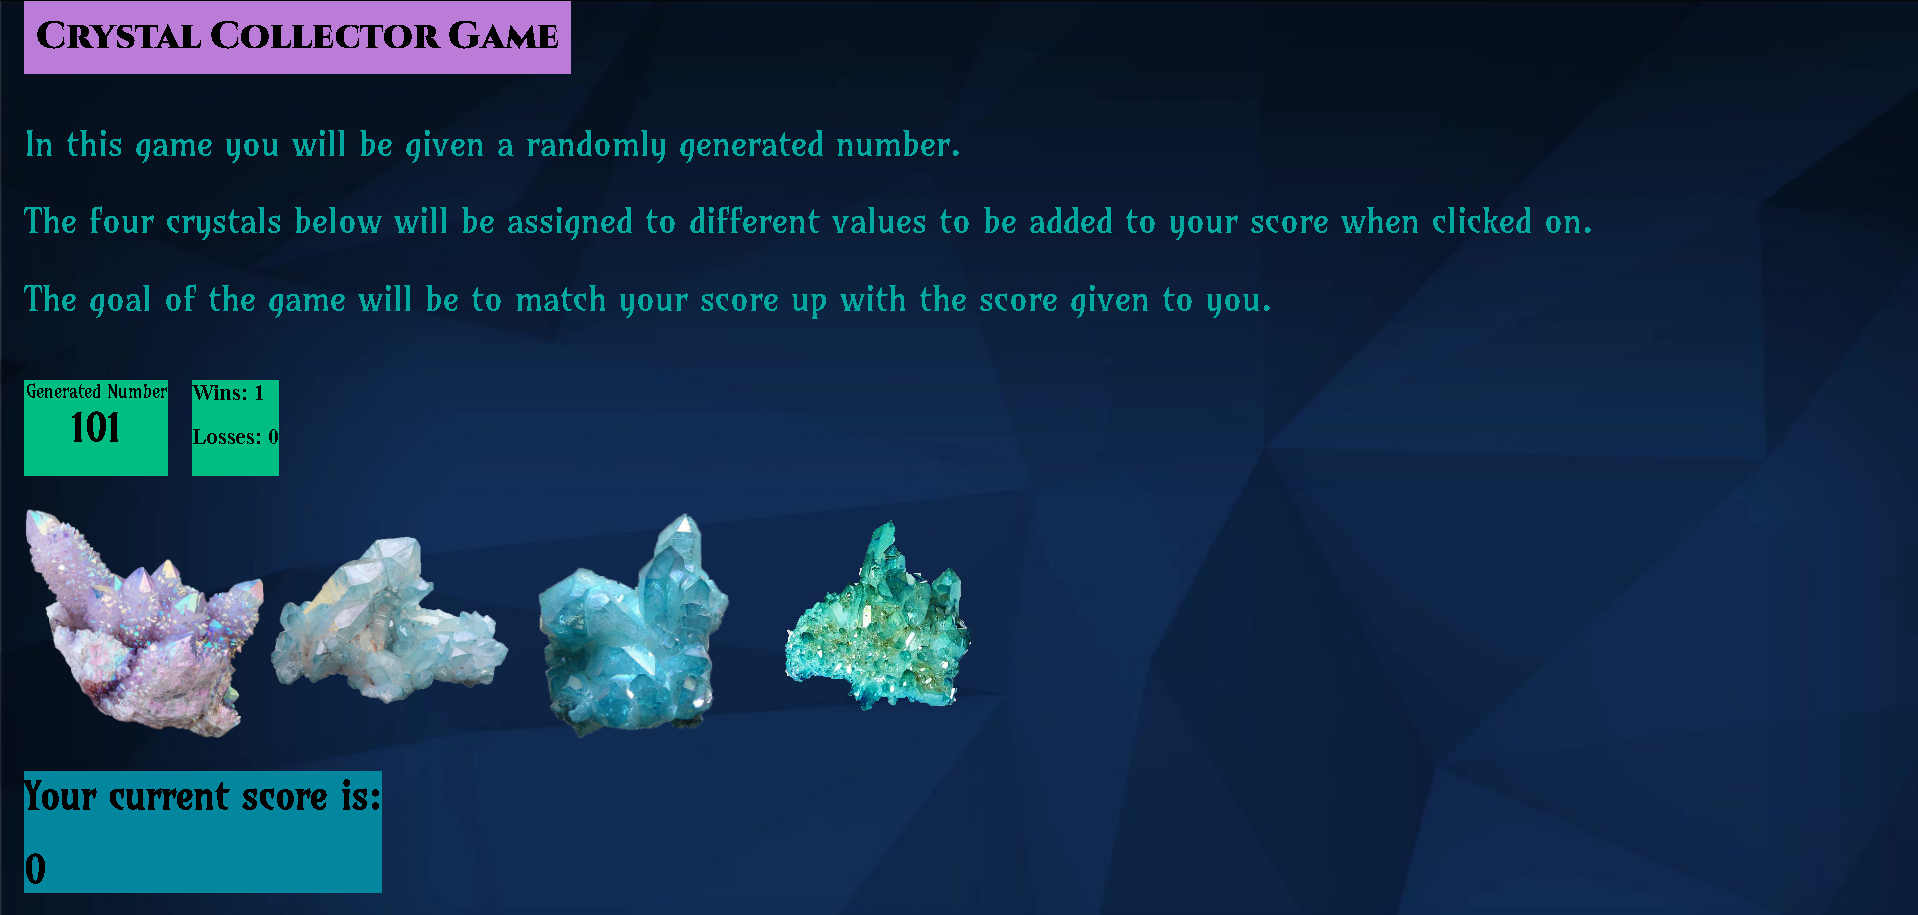 Crystal Collector Game
In this game you will be given a randomly generated number.
The four crystals below will be assigned to different values to be added to your score when clicked on.
The goal of the game will be to match your score up with the score given to you.
Generated Number
101
Wins: 1
Losses: 0
Your current score is:
0